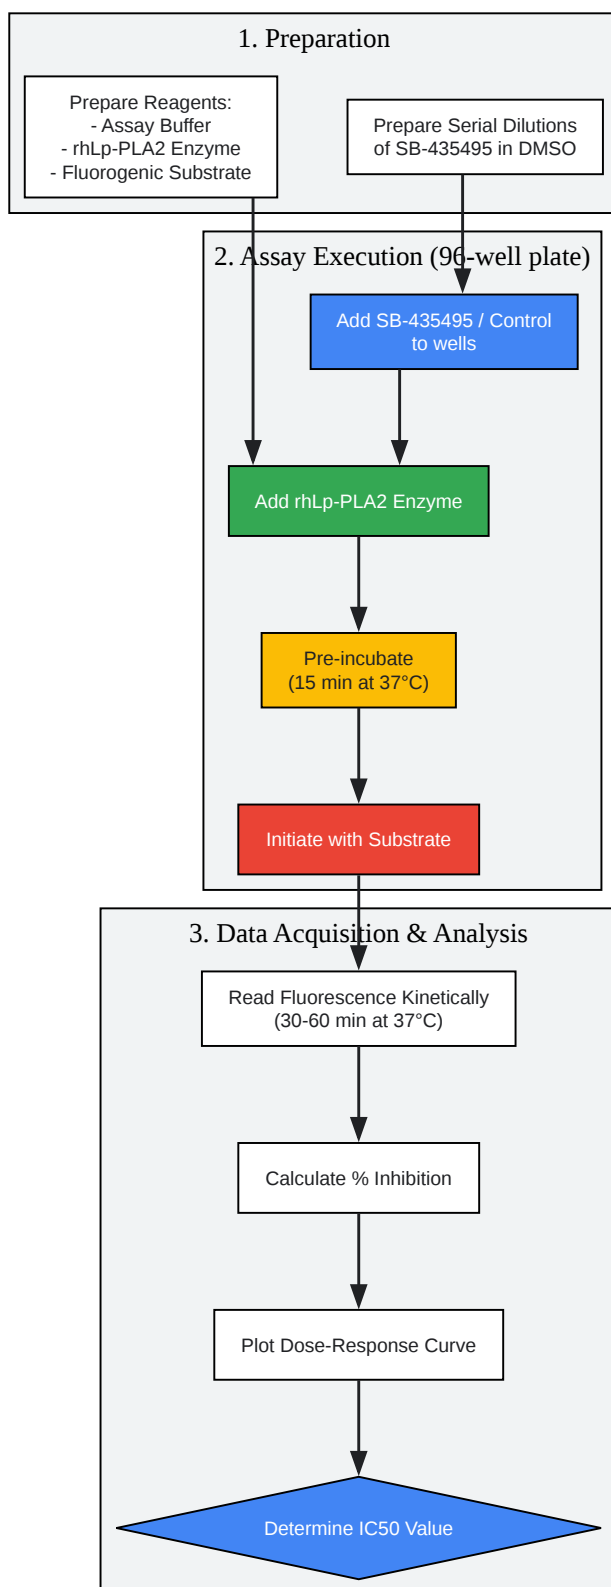 1. Preparation
Prepare Reagents:
- Assay Buffer
- rhLp-PLA2 Enzyme
- Fluorogenic Substrate
Prepare Serial Dilutions
of SB-435495 in DMSO
2. Assay Execution (96-well plate)
Add SB-435495 / Control
to wells
Add rhLp-PLA2 Enzyme
Pre-incubate
(15 min at 37°C)
Initiate with Substrate
3. Data Acquisition & Analysis
Read Fluorescence Kinetically
(30-60 min at 37°C)
Calculate % Inhibition
Plot Dose-Response Curve
Determine IC50 Value